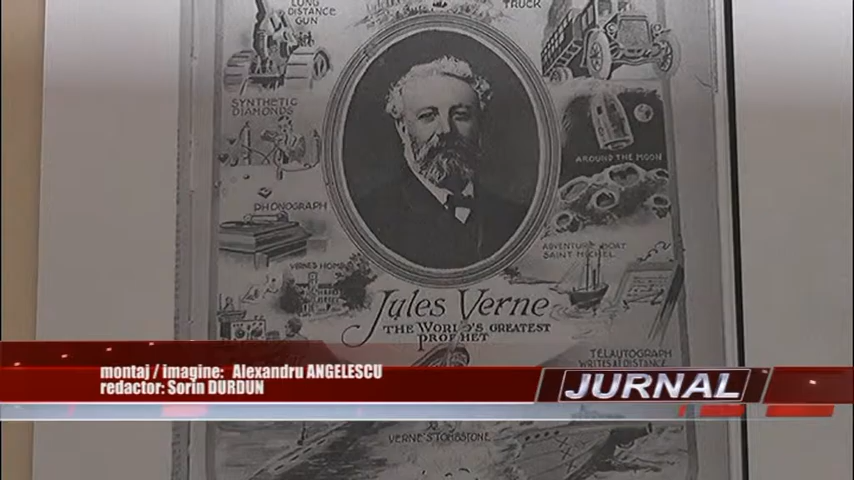 LONG
DISTANCE
GUN
TRUCK
SYNTHETIC
DIAMONDS
AROUND THE MOON
PHONOGRAPH
ADVENTURE BOAT
SAINT MICHEL
VERNES HOME
Jules Verne
THE WORLD'S GREATEST
PROPHET
TELAUTOGRAPH
WRITES AT DISTANCE
montaj / imagine: Alexandru ANGELESCU
redactor: Sorin DURDUN
JURNAL
VERNE'S TOMBSTONE